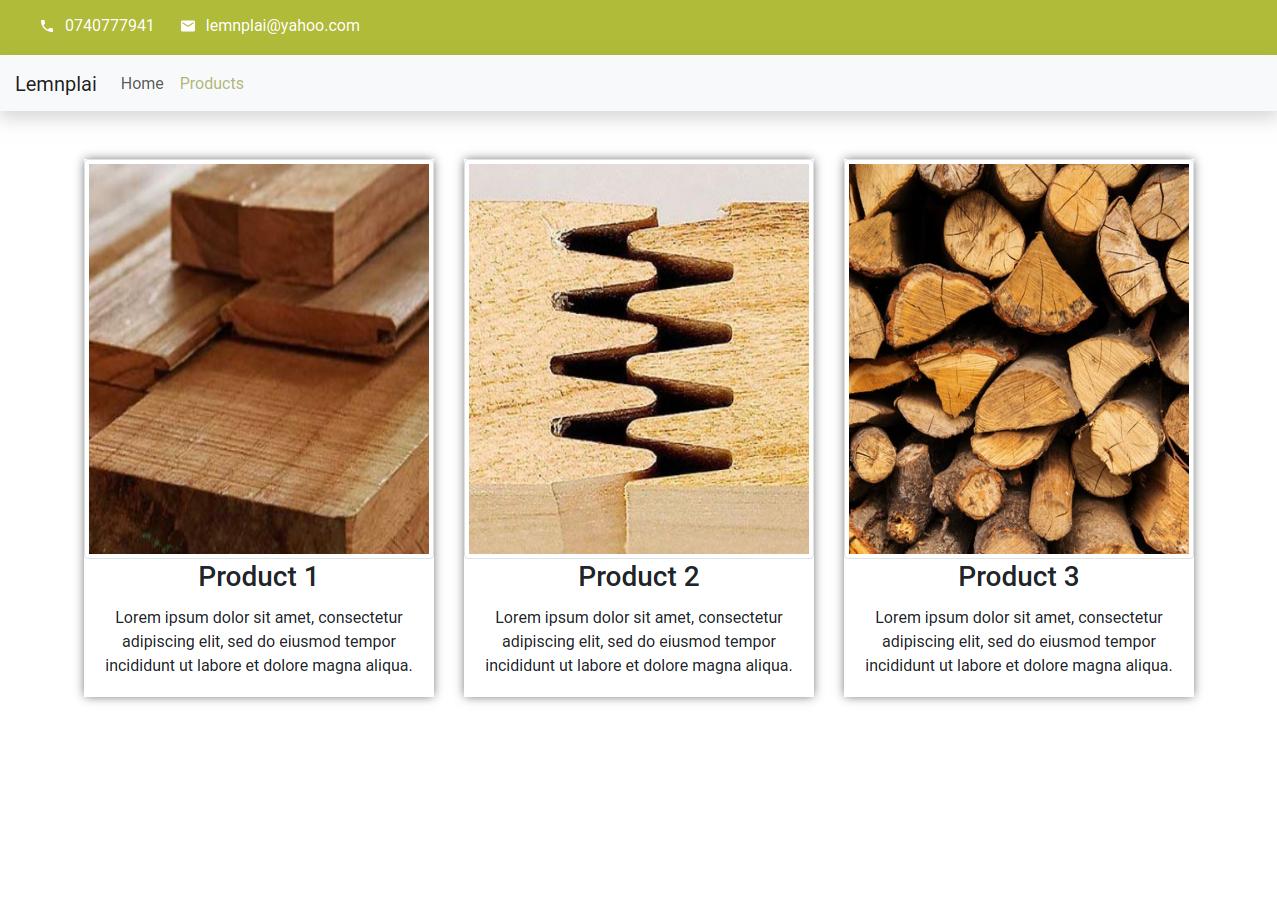 0740777941 lemnplai@yahoo.com
Lemnplai Home Products
Product 1
Lorem ipsum dolor sit amet, consectetur
adipiscing elit, sed do eiusmod tempor
incididunt ut labore et dolore magna aliqua.
Product 2
Lorem ipsum dolor sit amet, consectetur
adipiscing elit, sed do eiusmod tempor
incididunt ut labore et dolore magna aliqua.
Product 3
Lorem ipsum dolor sit amet, consectetur
adipiscing elit, sed do eiusmod tempor
incididunt ut labore et dolore magna aliqua.